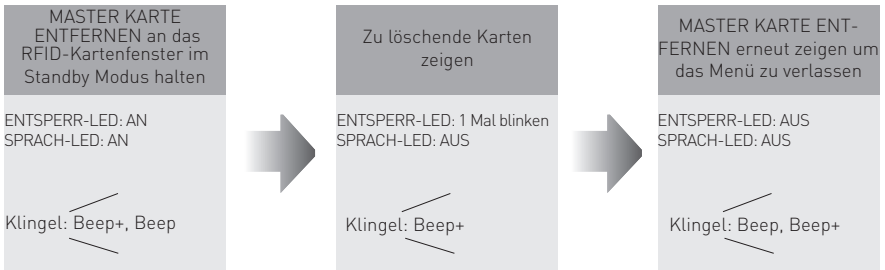 MASTER KARTE
ENTFERNEN an das
RFID-Kartenfenster im
Standby Modus halten
ENTSPERR-LED: AN
SPRACH-LED: AN
Klingel: Beep+, Beep
Zu löschende Karten
zeigen
ENTSPERR-LED: 1 Mal blinken
SPRACH-LED: AUS
Klingel: Beep+
MASTER KARTE ENT-
FERNEN erneut zeigen um
das Menü zu verlassen
ENTSPERR-LED: AUS
SPRACH-LED: AUS
Klingel: Beep, Beep+